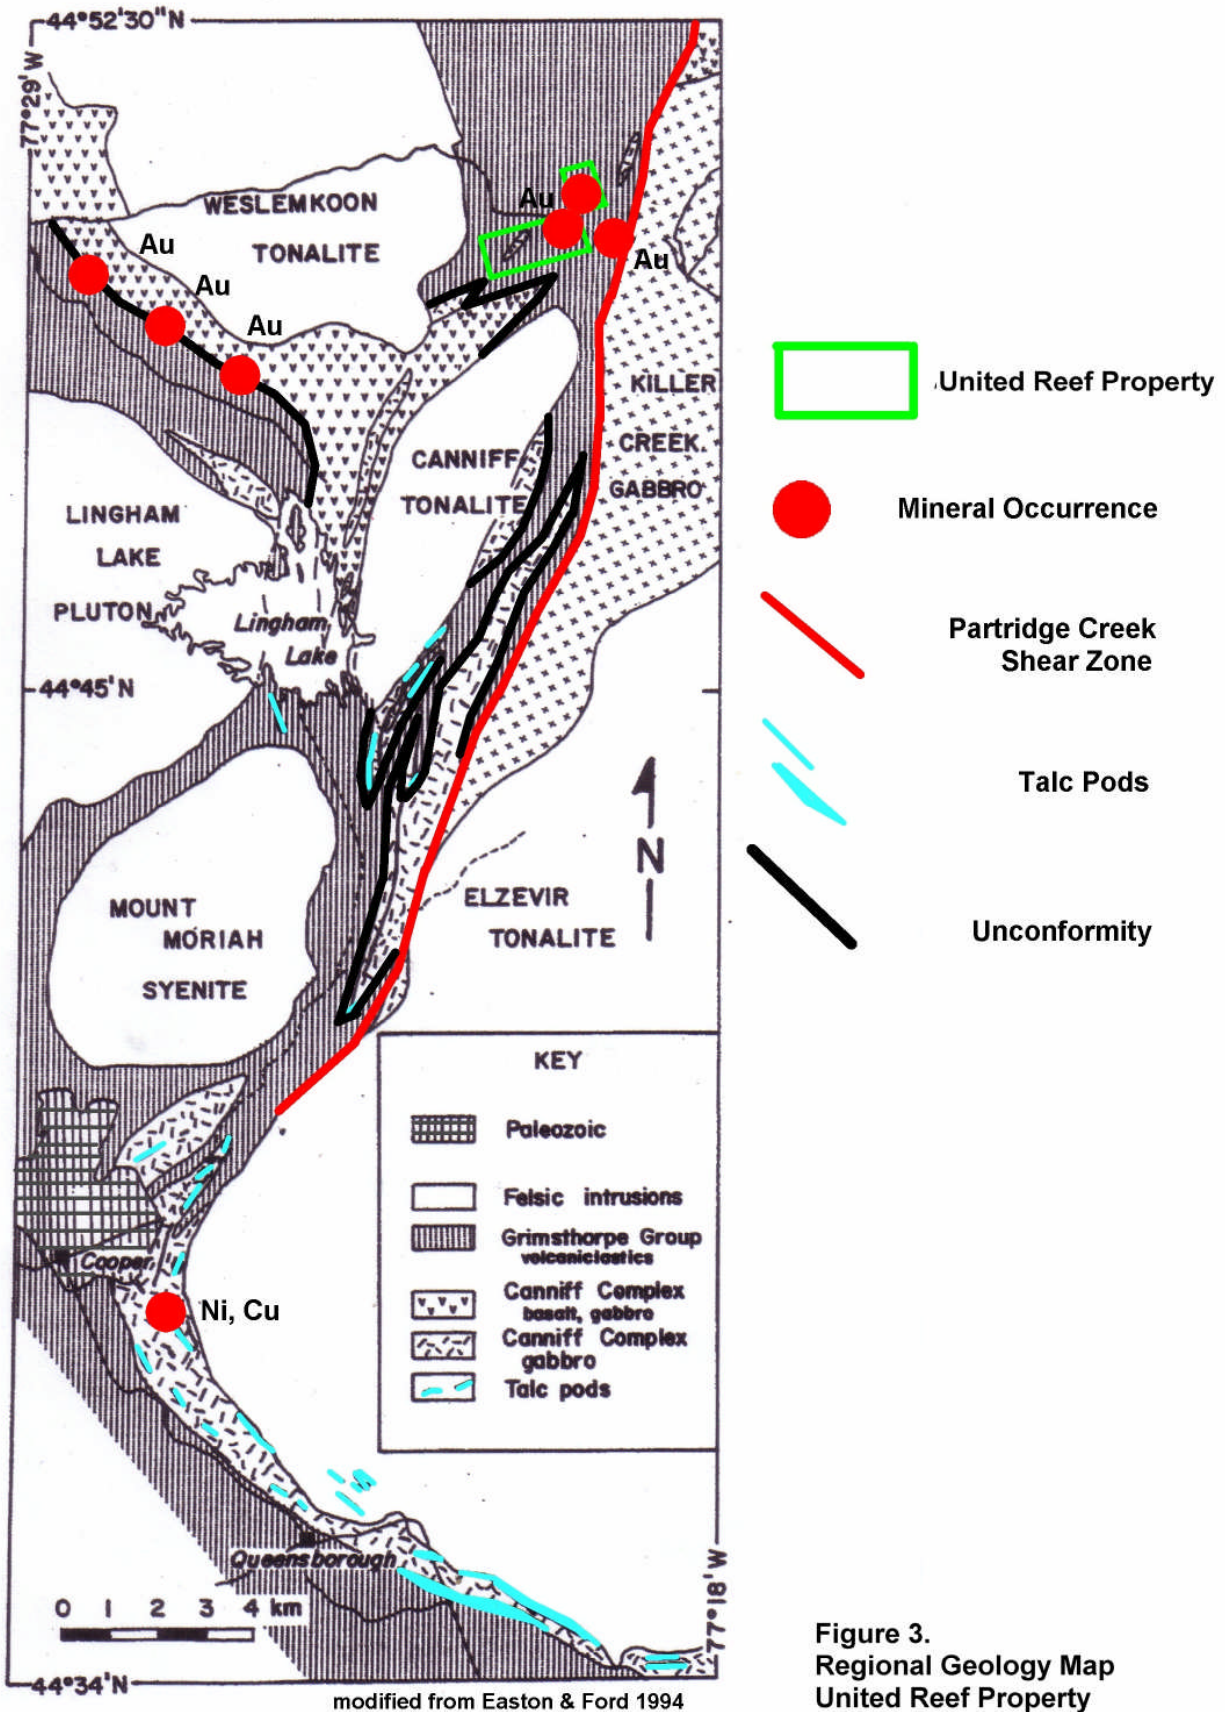 44°52'30"N
77°29'W
WESLEMKOON
TONALITE
Au
Au
Au
Au
Au
KILLER
CREEK
GABBRO
CANNIFF
TONALITE
LINGHAM
LAKE
PLUTON
Lingham
Lake
44°45'N
MOUNT
MORIAH
SYENITE
N
ELZEVIR
TONALITE
KEY
Paleozoic
Felsic intrusions
Grimsthorpe Group
volcaniclastics
Canniff Complex
basalt, gabbro
Canniff Complex
gabbro
Talc pods
Cooper
Ni, Cu
Queensborough
0 1 2 3 4 km
44°34'N
77°18'W
modified from Easton & Ford 1994
United Reef Property
Mineral Occurrence
Partridge Creek
Shear Zone
Talc Pods
Unconformity
Figure 3.
Regional Geology Map
United Reef Property